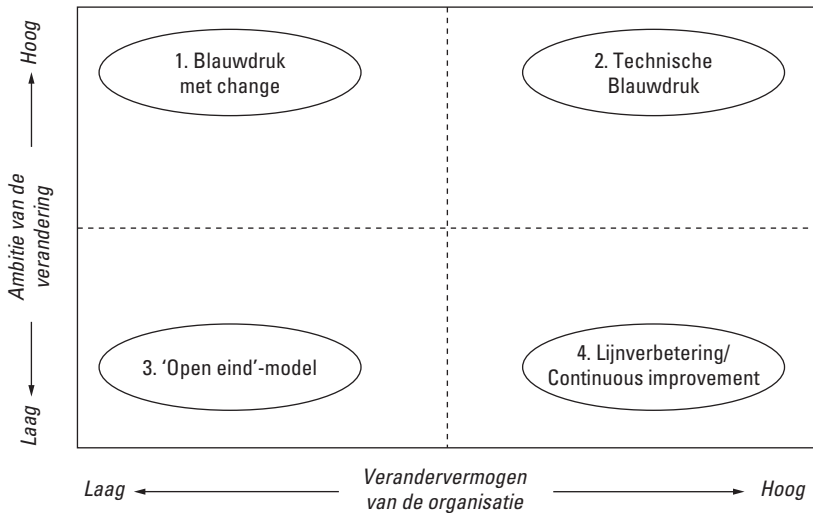 Hoog
Ambitie van de
verandering
Laag
1. Blauwdruk
met change
2. Technische
Blauwdruk
3. ‘Open eind’-model
4. Lijnverbetering/
Continuous improvement
Laag
Verandervermogen
van de organisatie
Hoog